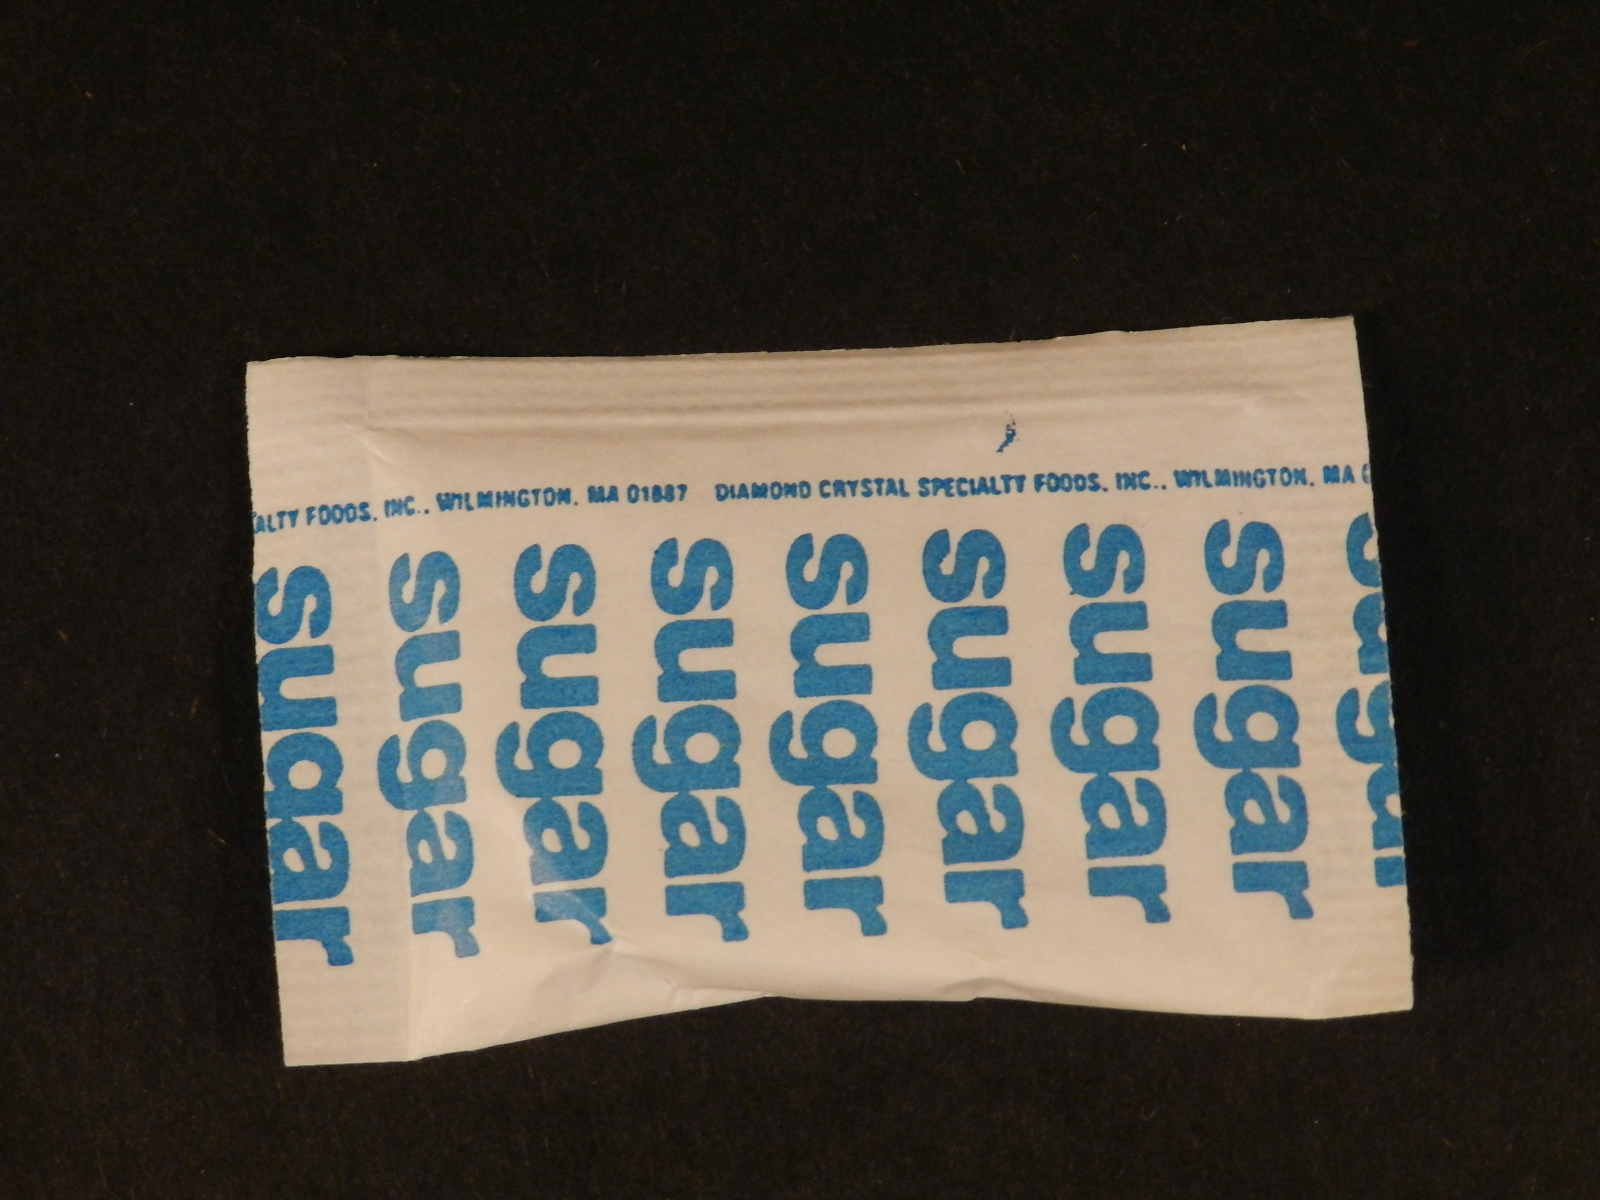 ALTY FOODS, INC., WILMINGTON, MA 01887 DIAMOND CRYSTAL SPECIALTY FOODS, INC., WILMINGTON, MA
sugar
sugar
sugar
sugar
sugar
sugar
sugar
sugar
sugar